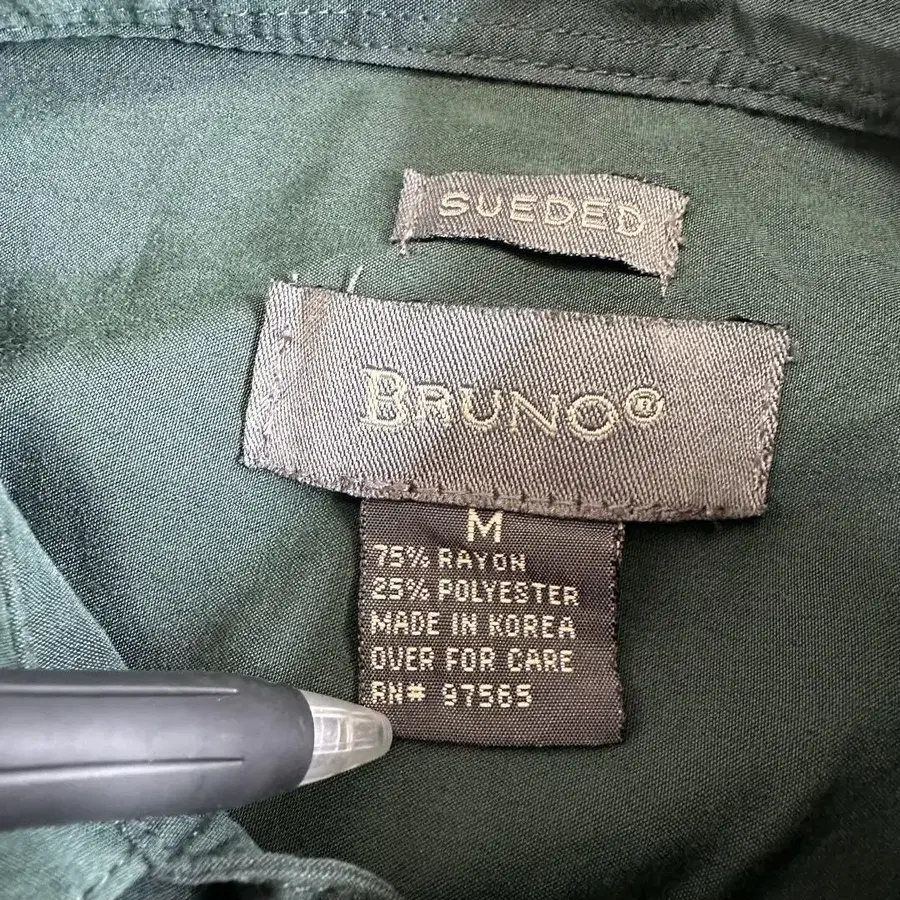 SUEDED
BRUNO®
M
75% RAYON
25% POLYESTER
MADE IN KOREA
OVER FOR CARE
RN# 97565